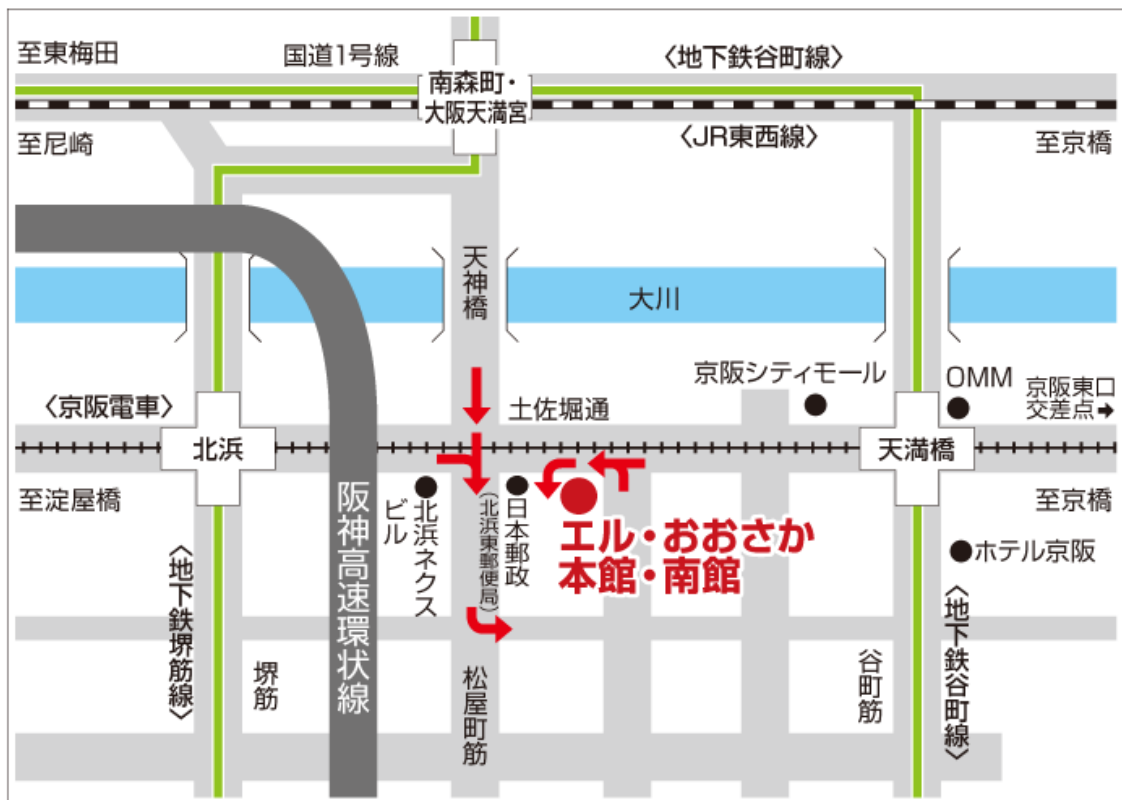 至東梅田
国道1号線
〈地下鉄谷町線〉
南森町・
大阪天満宮
至尼崎
〈JR東西線〉
至京橋
天神橋
大川
京阪シティモール
OMM
京阪東口
交差点➡
〈京阪電車〉
土佐堀通
北浜
天満橋
至淀屋橋
至京橋
阪神高速環状線
北浜ネクス
ビル
日本郵政
（北浜東郵便局）
エル・おおさか
本館・南館
ホテル京阪
〈地下鉄堺筋線〉
堺筋
松屋町筋
谷町筋
〈地下鉄谷町線〉